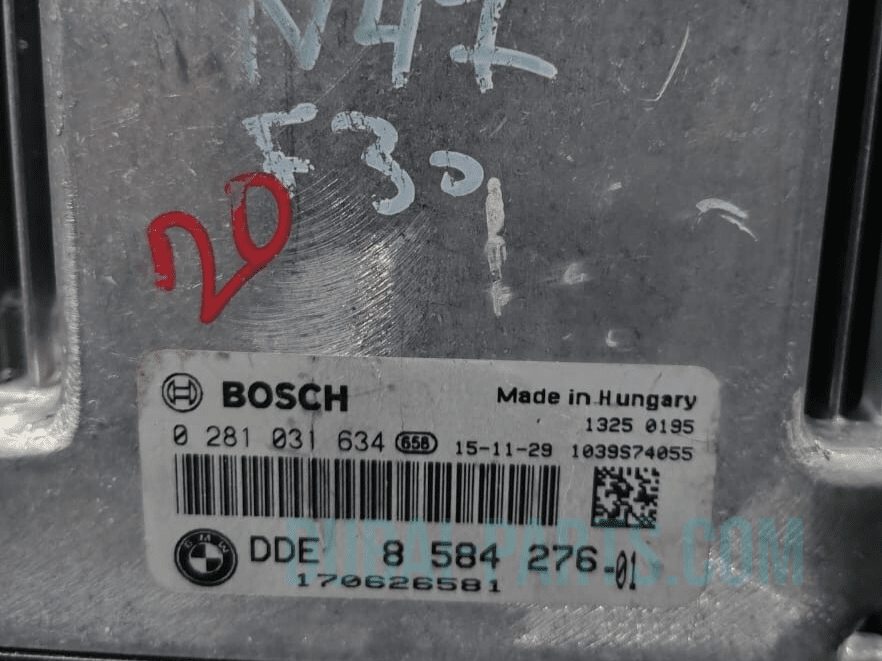 N47
F30
BOSCH
Made in Hungary
1325 0195
0 281 031 634 658 15-11-29 1039S74055
BMW DDE 8 584 276-01
170626581